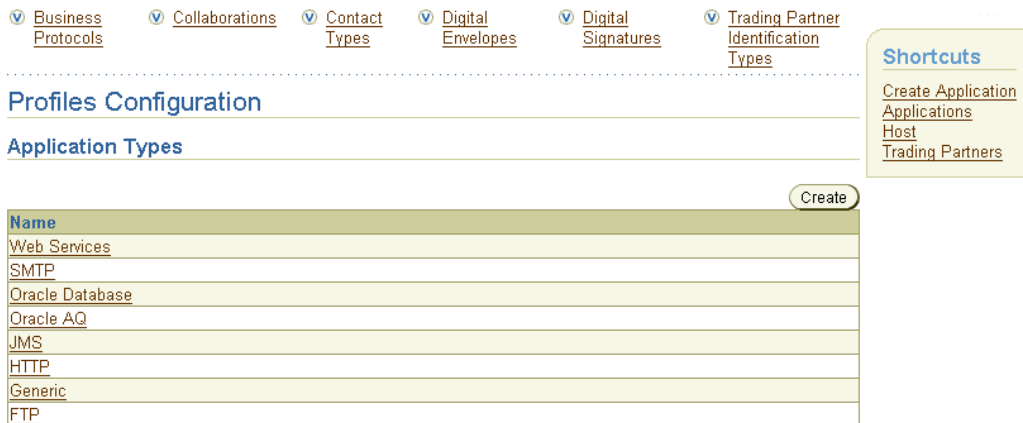 Business Protocols
Collaborations
Contact Types
Digital Envelopes
Digital Signatures
Trading Partner Identification Types
Profiles Configuration
Application Types
Create
Name
Web Services
SMTP
Oracle Database
Oracle AQ
JMS
HTTP
Generic
FTP
Shortcuts
Create Application
Applications
Host
Trading Partners